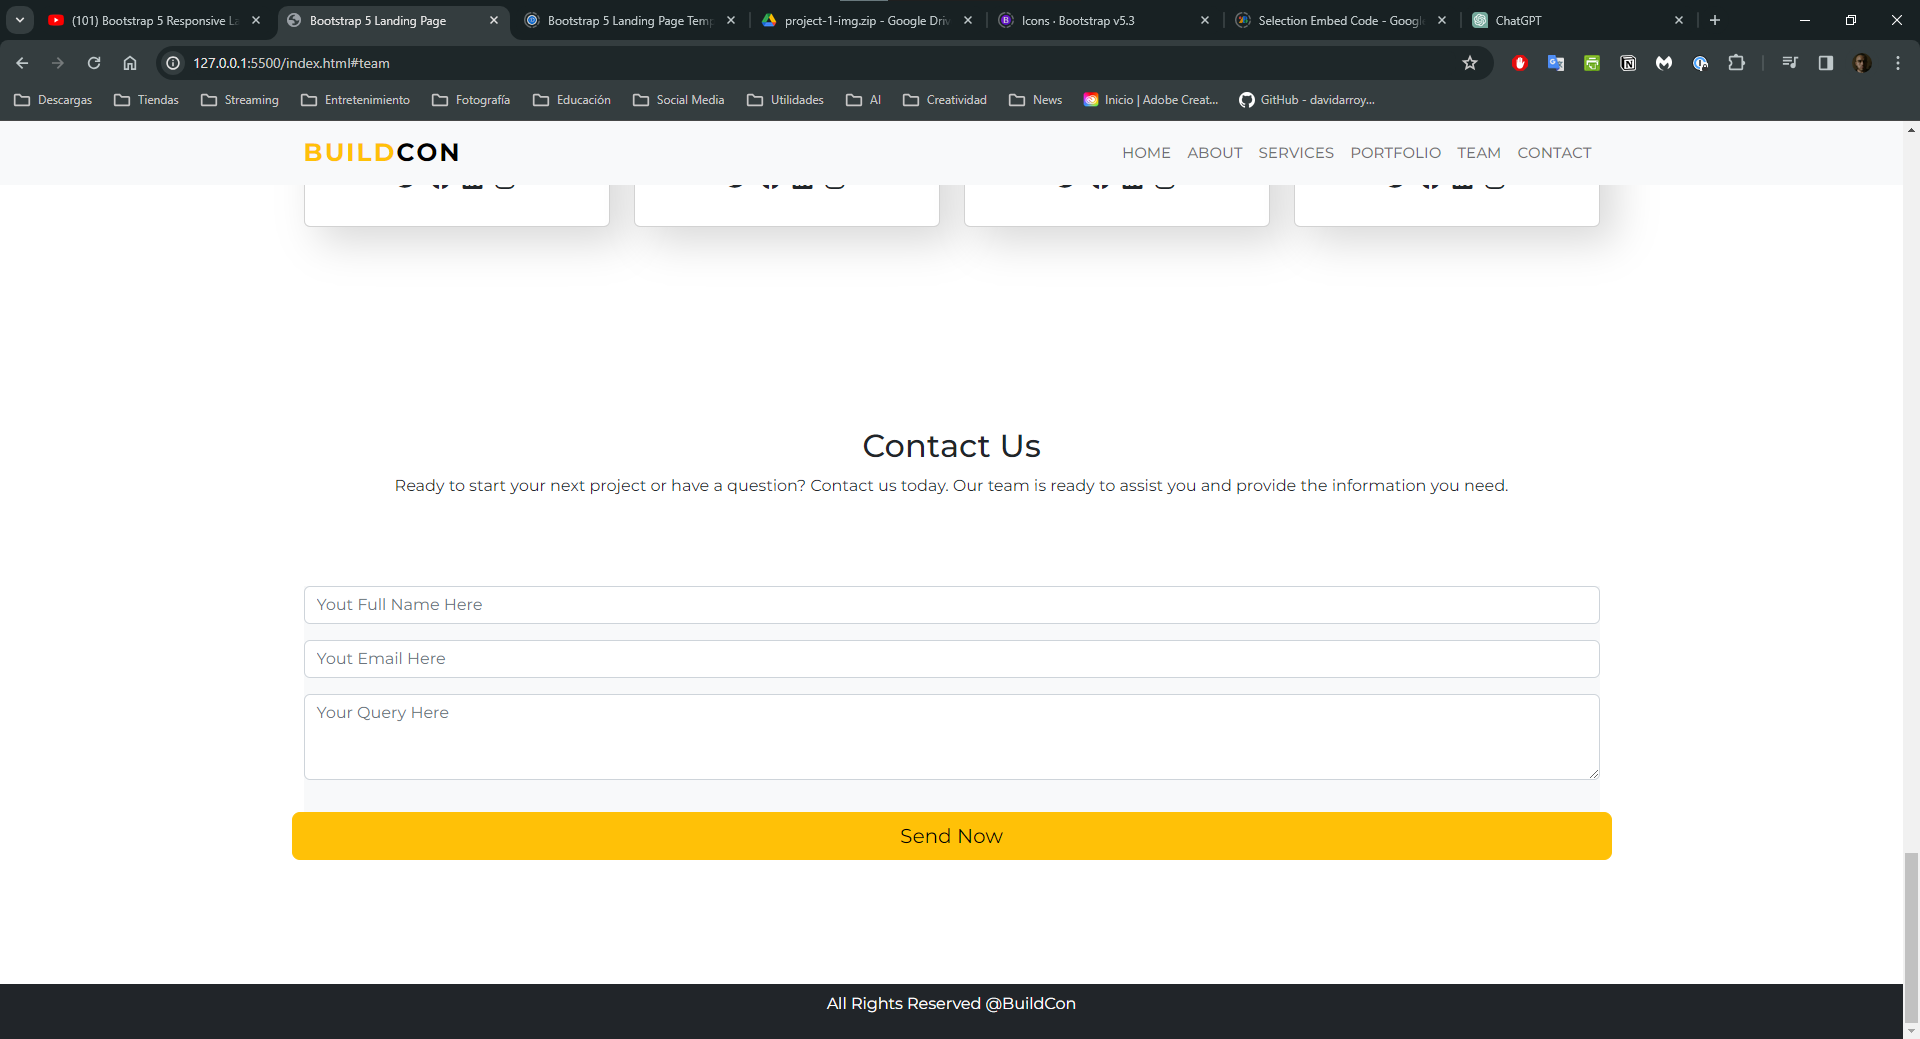 (101) Bootstrap 5 Responsive La
Bootstrap 5 Landing Page
Bootstrap 5 Landing Page Temp
project-1-img.zip - Google Driv
Icons · Bootstrap v5.3
Selection Embed Code - Google
ChatGPT
127.0.0.1:5500/index.html#team
Descargas
Tiendas
Streaming
Entretenimiento
Fotografía
Educación
Social Media
Utilidades
AI
Creatividad
News
Inicio | Adobe Creat...
GitHub - davidarroy...
BUILDCON
HOME ABOUT SERVICES PORTFOLIO TEAM CONTACT
Contact Us
Ready to start your next project or have a question? Contact us today. Our team is ready to assist you and provide the information you need.
Yout Full Name Here
Yout Email Here
Your Query Here
Send Now
All Rights Reserved @BuildCon